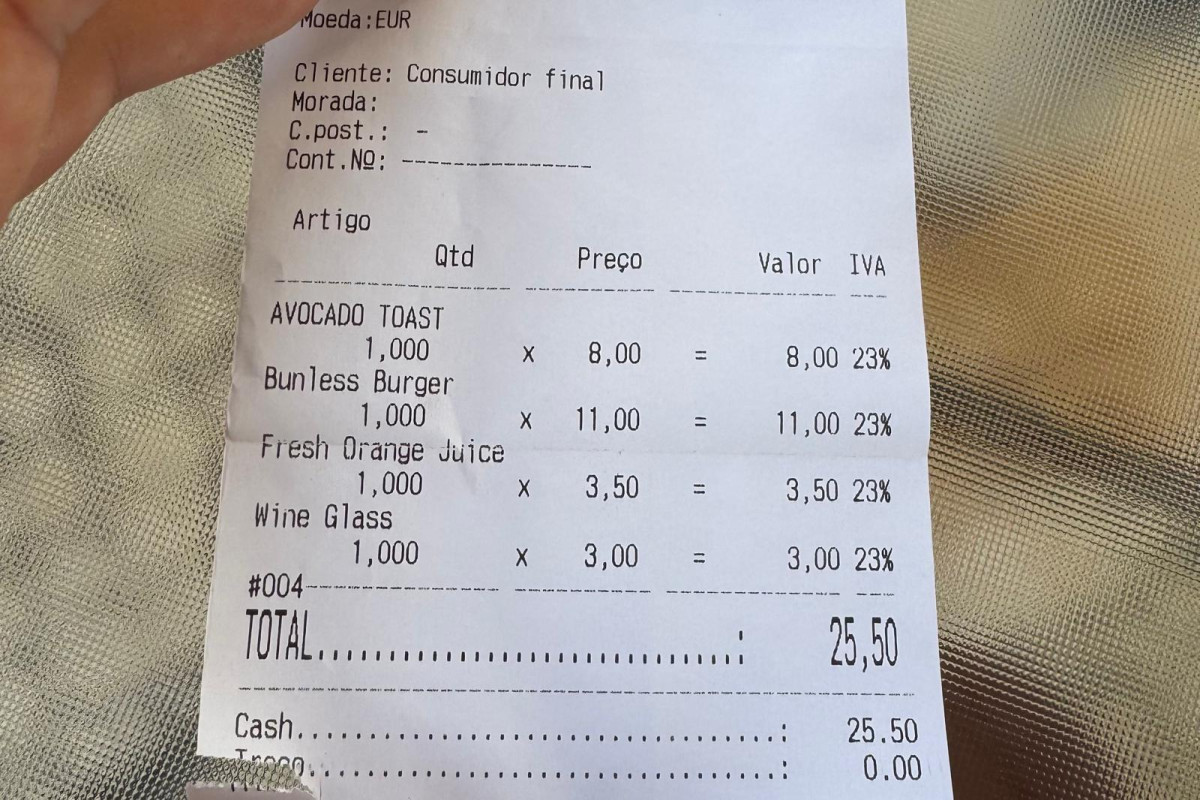 Moeda:EUR
Cliente: Consumidor final
Morada:
C.post.: -
Cont.Nº: ---------------
Artigo
Qtd Preço Valor IVA
AVOCADO TOAST
1,000 x 8,00 = 8,00 23%
Bunless Burger
1,000 x 11,00 = 11,00 23%
Fresh Orange Juice
1,000 x 3,50 = 3,50 23%
Wine Glass
1,000 x 3,00 = 3,00 23%
#004
TOTAL..............................: 25,50
Cash..............................: 25.50
Troco..............................: 0.00